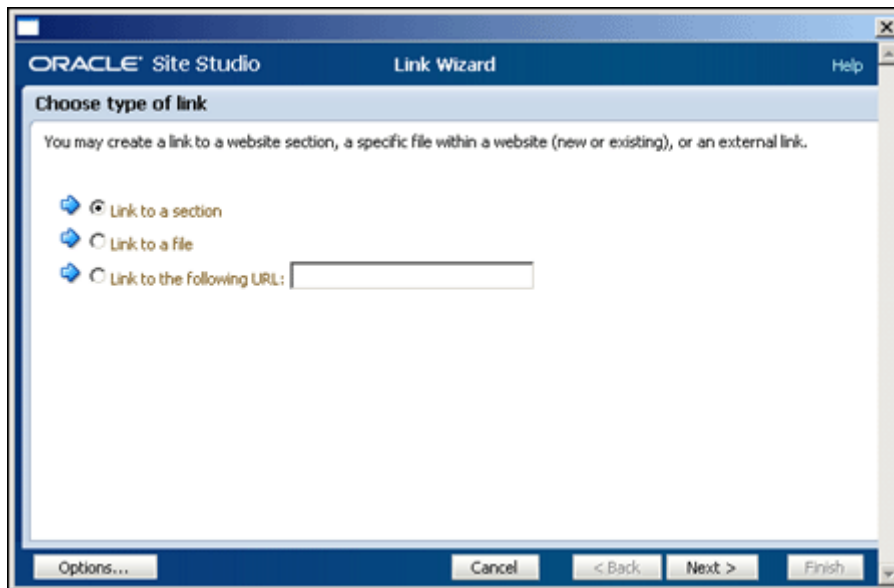 ORACLE' Site Studio Link Wizard Help
Choose type of link
You may create a link to a website section, a specific file within a website (new or existing), or an external link.
Link to a section
Link to a file
Link to the following URL:
Options... Cancel < Back Next > Finish